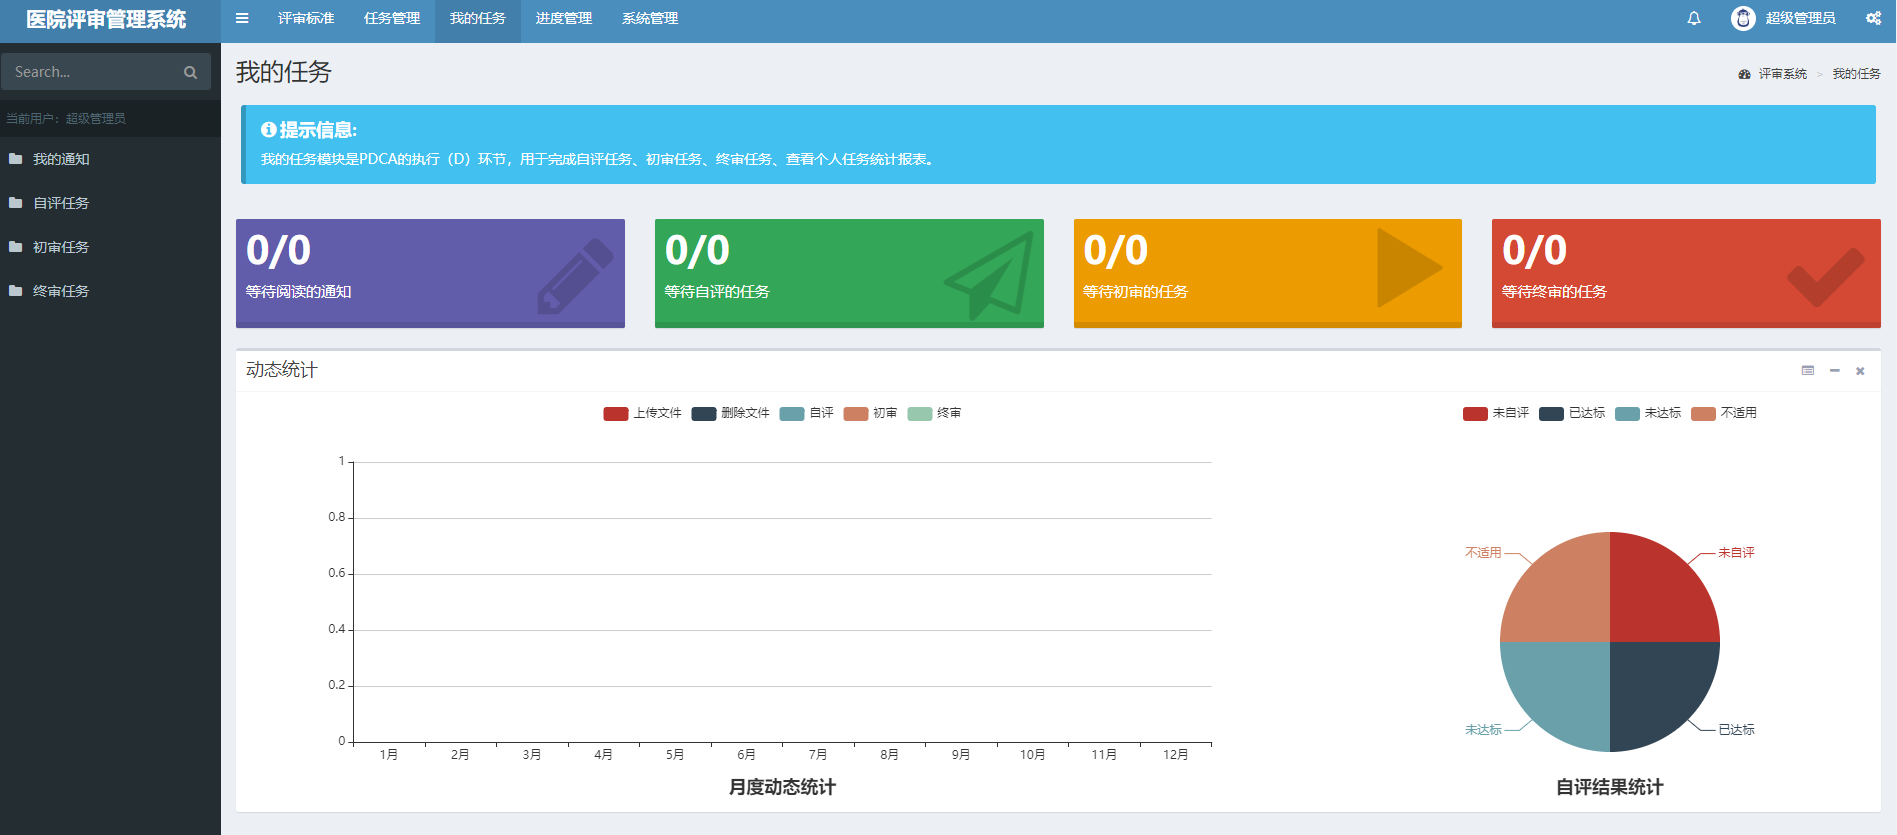 医院评审管理系统
评审标准 任务管理 我的任务 进度管理 系统管理
超级管理员
Search...
当前用户：超级管理员
我的通知
自评任务
初审任务
终审任务
我的任务
评审系统 > 我的任务
提示信息:
我的任务模块是PDCA的执行（D）环节，用于完成自评任务、初审任务、终审任务、查看个人任务统计报表。
0/0
等待阅读的通知
0/0
等待自评的任务
0/0
等待初审的任务
0/0
等待终审的任务
动态统计
上传文件 删除文件 自评 初审 终审
1
0.8
0.6
0.4
0.2
0
1月 2月 3月 4月 5月 6月 7月 8月 9月 10月 11月 12月
月度动态统计
未自评 已达标 未达标 不适用
不适用 未自评
未达标 已达标
自评结果统计